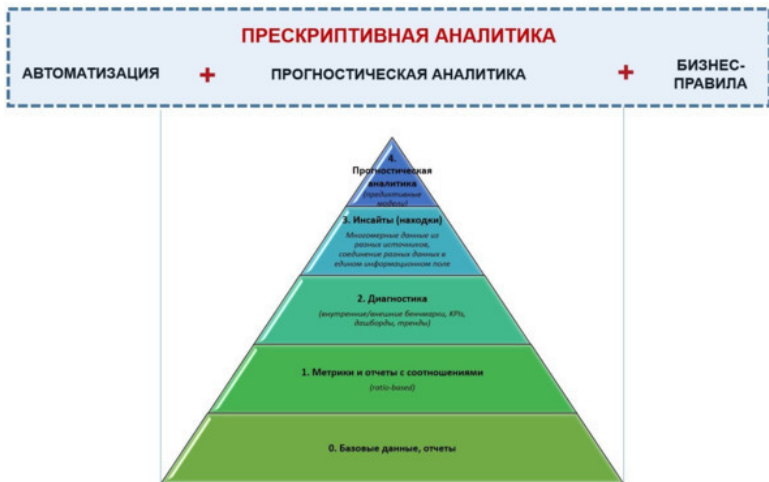 ПРЕСКРИПТИВНАЯ АНАЛИТИКА
АВТОМАТИЗАЦИЯ + ПРОГНОСТИЧЕСКАЯ АНАЛИТИКА + БИЗНЕС-
ПРАВИЛА
4.
Прогностическая
аналитика
(предиктивные
модели)
3. Инсайты (находки)
Многомерные данные из
разных источников,
соединение разных данных в
едином информационном поле
2. Диагностика
(внутренние/внешние бенчмарки, KPIs,
дашборды, тренды)
1. Метрики и отчеты с соотношениями
(ratio-based)
0. Базовые данные, отчеты